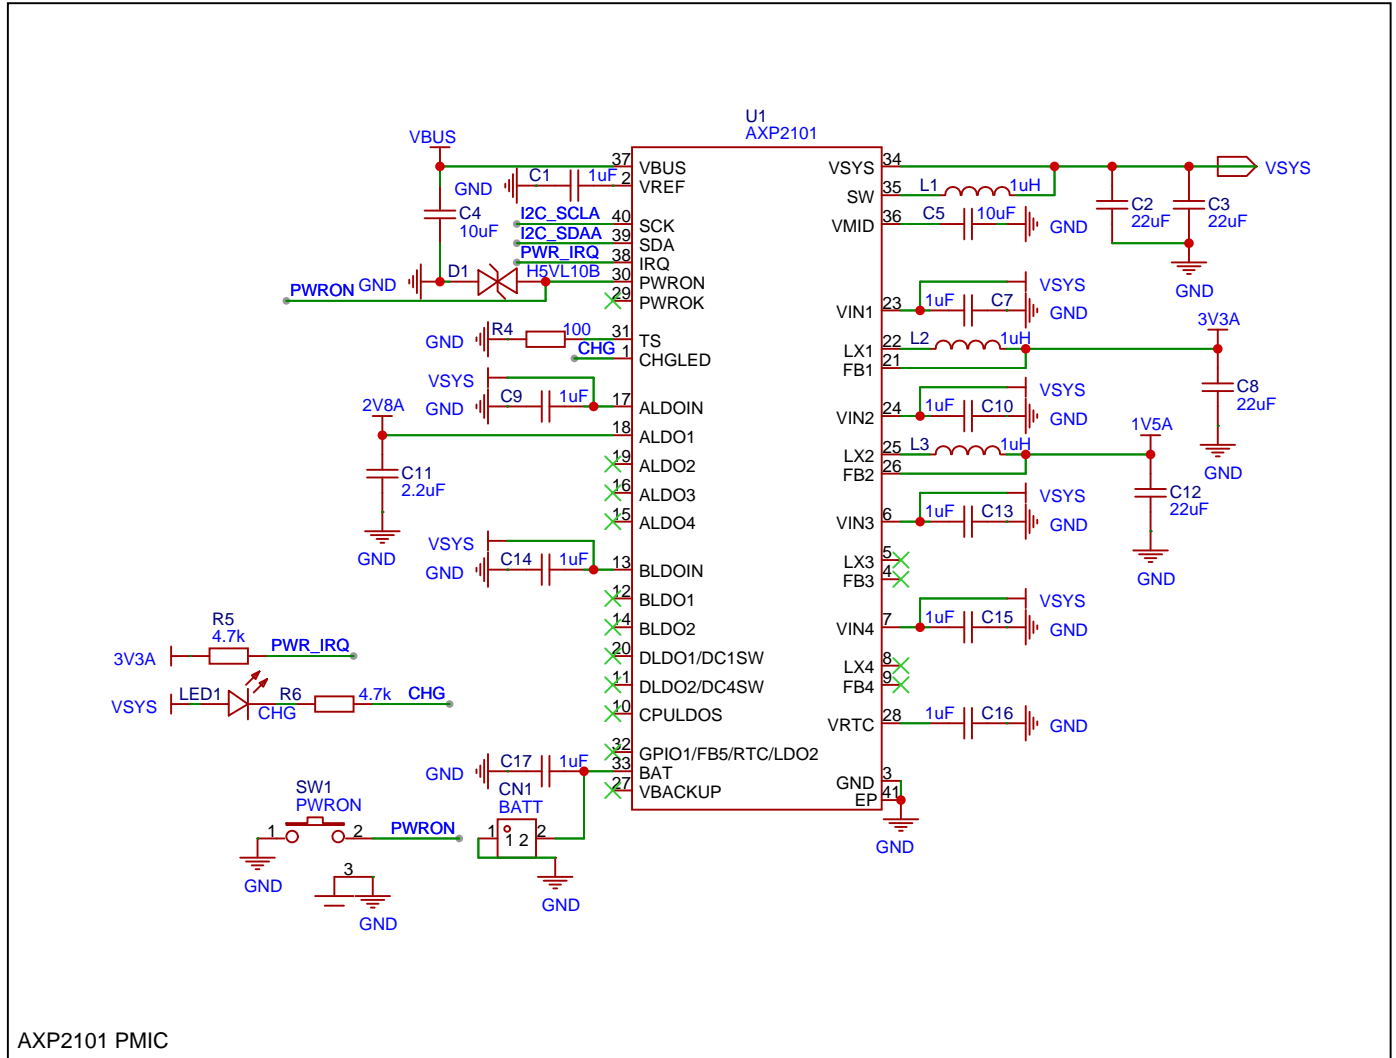 U1
AXP2101
VBUS
37 VBUS
GND C1 1uF 2 VREF
C4
10uF
I2C_SCLA 40 SCK
I2C_SDAA 39 SDA
PWR_IRQ 38 IRQ
GND D1 H5VL10B 30 PWRON
PWRON
29 PWROK
GND R4 100 31 TS
CHG 1 CHGLED
VSYS
GND C9 1uF 17 ALDOIN
2V8A
18 ALDO1
C11
2.2uF
GND
19 ALDO2
16 ALDO3
15 ALDO4
VSYS
GND C14 1uF 13 BLDOIN
12 BLDO1
14 BLDO2
20 DLDO1/DC1SW
11 DLDO2/DC4SW
10 CPULDOS
32 GPIO1/FB5/RTC/LDO2
GND C17 1uF 33 BAT
27 VBACKUP
VSYS 34 VSYS
SW 35 L1 1uH
VMID 36 C5 10uF GND
C2
22uF
C3
22uF
GND
VSYS
VIN1 23 1uF C7 GND
LX1 22 L2 1uH 3V3A
FB1 21
C8
22uF
GND
VSYS
VIN2 24 1uF C10 GND
LX2 25 L3 1uH 1V5A
FB2 26
C12
22uF
GND
VSYS
VIN3 6 1uF C13 GND
LX3 5
FB3 4
VSYS
VIN4 7 1uF C15 GND
LX4 8
FB4 9
VRTC 28 1uF C16 GND
GND 3
EP 41
GND
R5
4.7k
3V3A PWR_IRQ
VSYS LED1 CHG R6 4.7k CHG
SW1
PWRON
1 2 PWRON
GND
3
GND
CN1
BATT
1 1 2 2
GND
AXP2101 PMIC